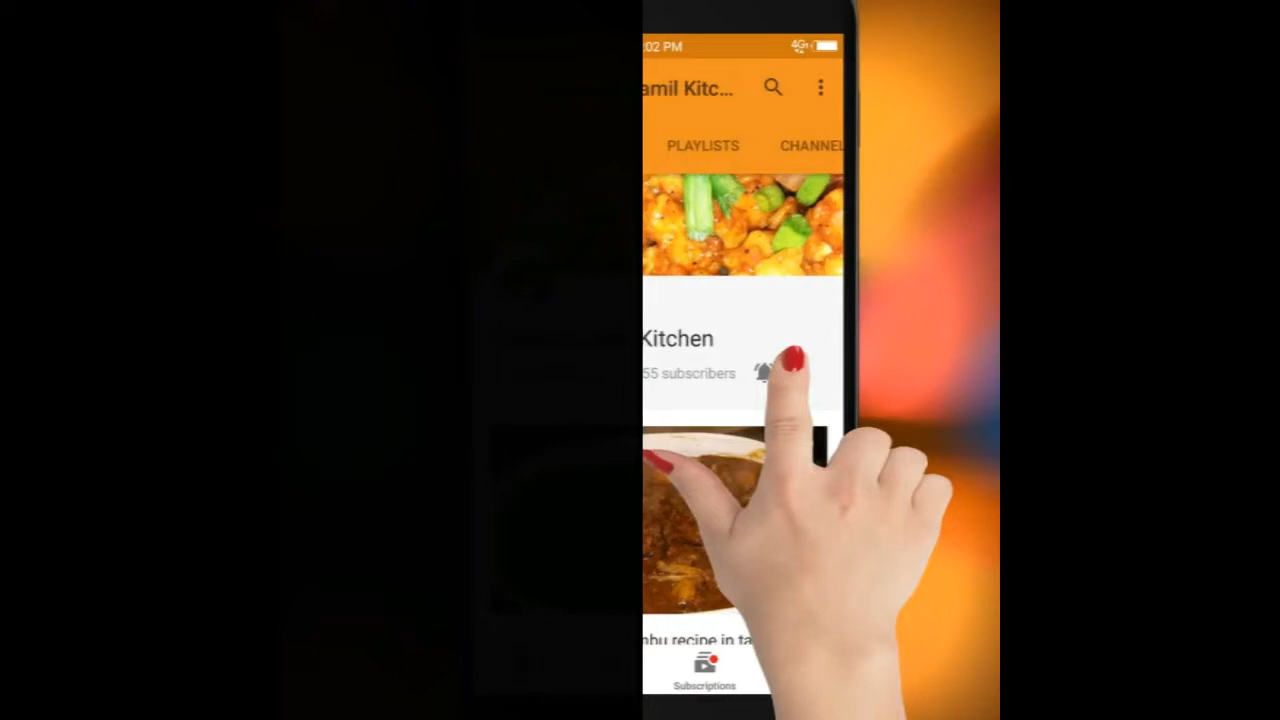 :02 PM 4G
amil Kitc...
PLAYLISTS CHANNEL
Kitchen
55 subscribers
nbu recipe in ta
Subscriptions